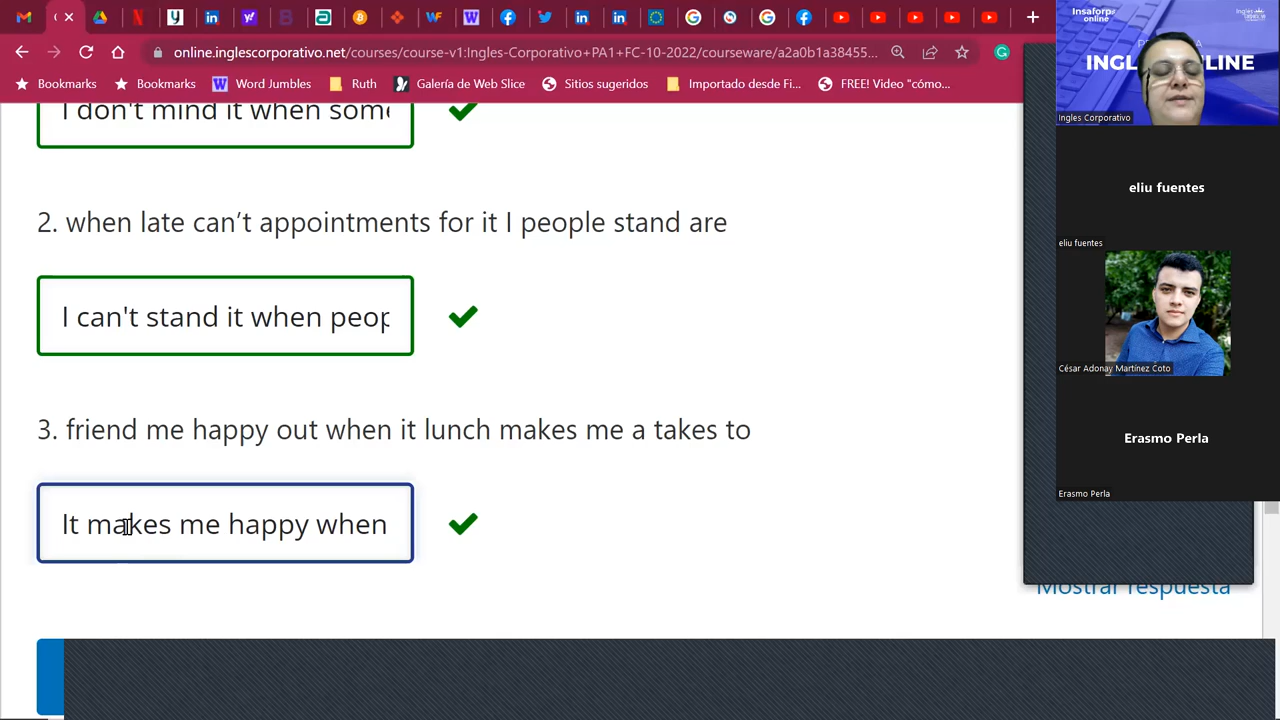 online.inglescorporativo.net/courses/course-v1:Ingles-Corporativo+PA1+FC-10-2022/courseware/a2a0b1a38455...
Bookmarks
Bookmarks
Word Jumbles
Ruth
Galería de Web Slice
Sitios sugeridos
Importado desde Fi...
FREE! Video "cómo...
I don't mind it when some
2. when late can’t appointments for it I people stand are
I can't stand it when peop
3. friend me happy out when it lunch makes me a takes to
It makes me happy when
Mostrar respuesta
Insaforp
online
Ingles Corporativo
eliu fuentes
eliu fuentes
César Adonay Martínez Coto
Erasmo Perla
Erasmo Perla